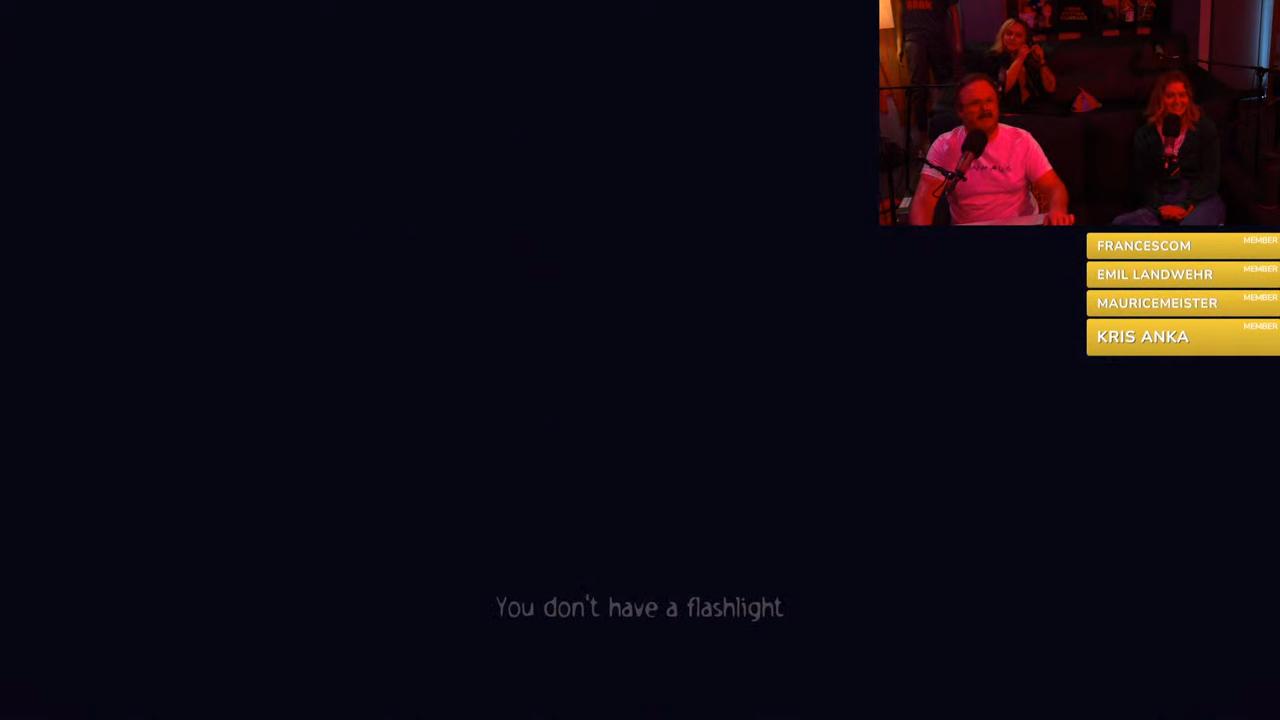 FRANCESCOM MEMBER
EMIL LANDWEHR MEMBER
MAURICEMEISTER MEMBER
KRIS ANKA MEMBER
You don't have a flashlight